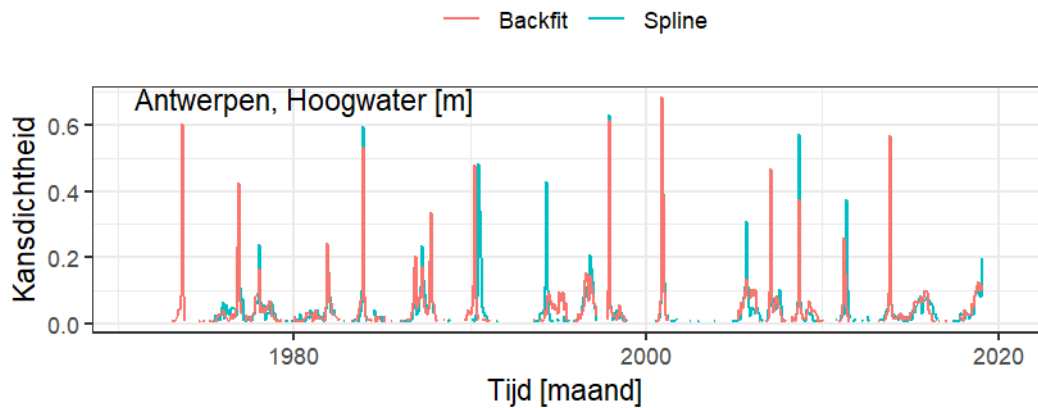 Backfit Spline
Antwerpen, Hoogwater [m]
Kansdichtheid
0.6
0.4
0.2
0.0
1980 2000 2020
Tijd [maand]